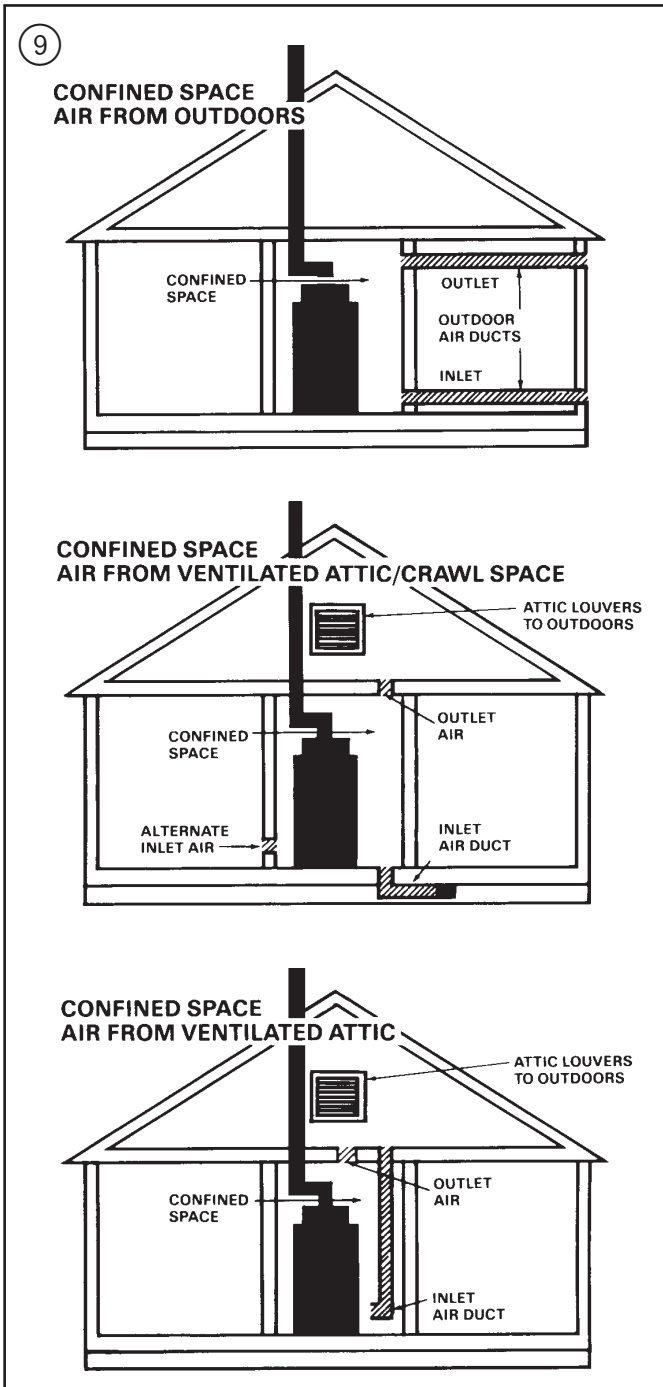 9
CONFINED SPACE
AIR FROM OUTDOORS
CONFINED
SPACE
OUTLET
OUTDOOR
AIR DUCTS
INLET
CONFINED SPACE
AIR FROM VENTILATED ATTIC/CRAWL SPACE
ATTIC LOUVERS
TO OUTDOORS
OUTLET
AIR
CONFINED
SPACE
ALTERNATE
INLET AIR
INLET
AIR DUCT
CONFINED SPACE
AIR FROM VENTILATED ATTIC
ATTIC LOUVERS
TO OUTDOORS
OUTLET
AIR
CONFINED
SPACE
INLET
AIR DUCT